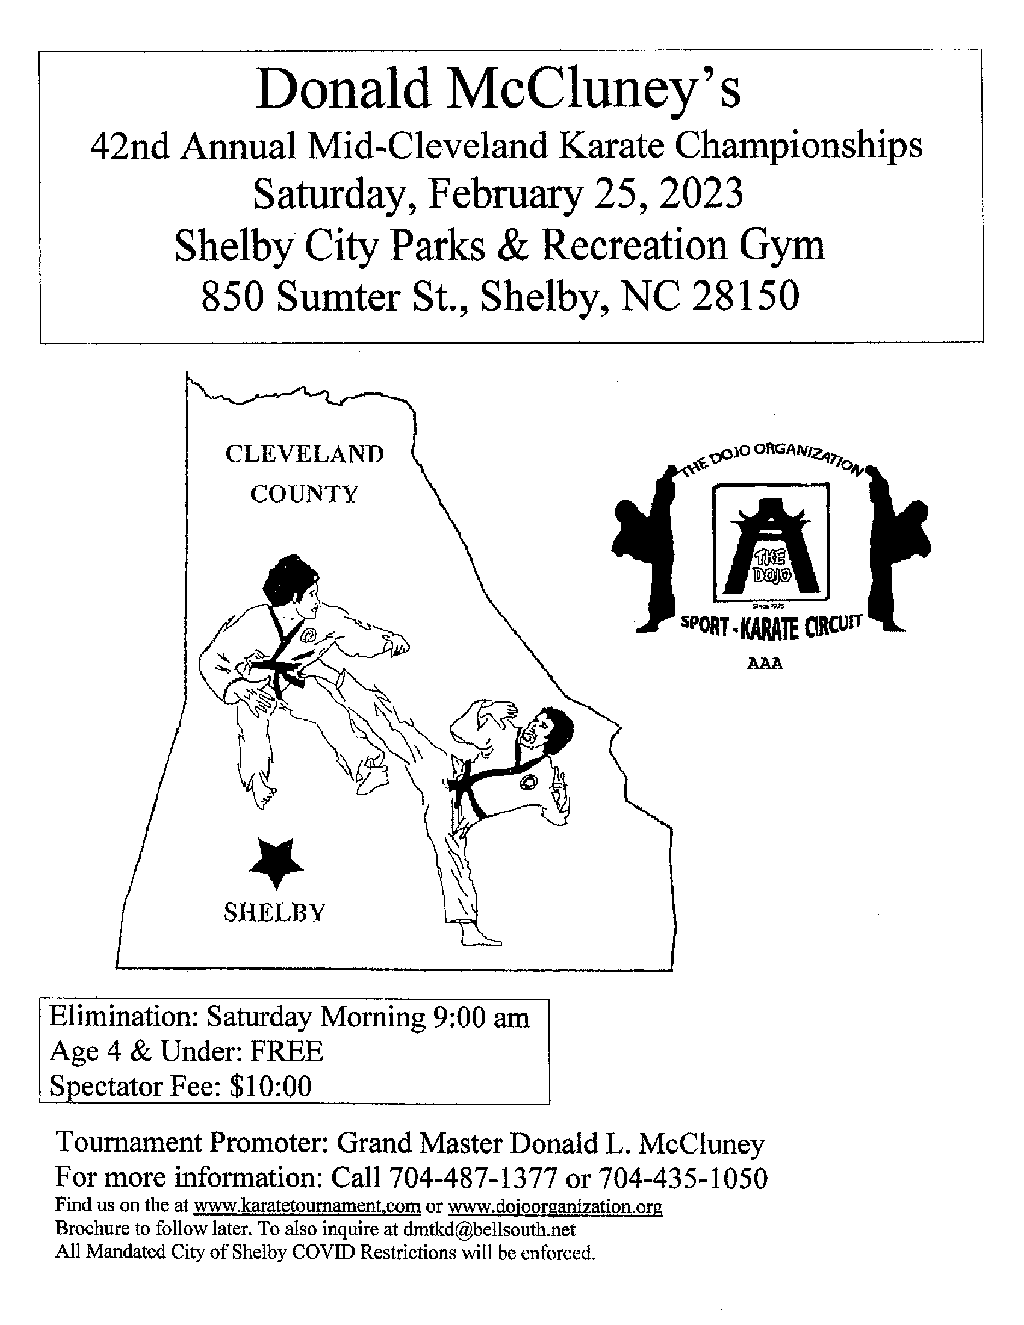 Donald McCluney's
42nd Annual Mid-Cleveland Karate Championships
Saturday, February 25, 2023
Shelby City Parks & Recreation Gym
850 Sumter St., Shelby, NC 28150
CLEVELAND
COUNTY
THE DOJO ORGANIZATION
THE
DOJO
SPORT-KARATE CIRCUIT
AAA
SHELBY
Elimination: Saturday Morning 9:00 am
Age 4 & Under: FREE
Spectator Fee: $10:00
Tournament Promoter: Grand Master Donald L. McCluney
For more information: Call 704-487-1377 or 704-435-1050
Find us on the at www.karatetournament.com or www.dojoorganization.org
Brochure to follow later. To also inquire at dmtkd@bellsouth.net
All Mandated City of Shelby COVID Restrictions will be enforced.